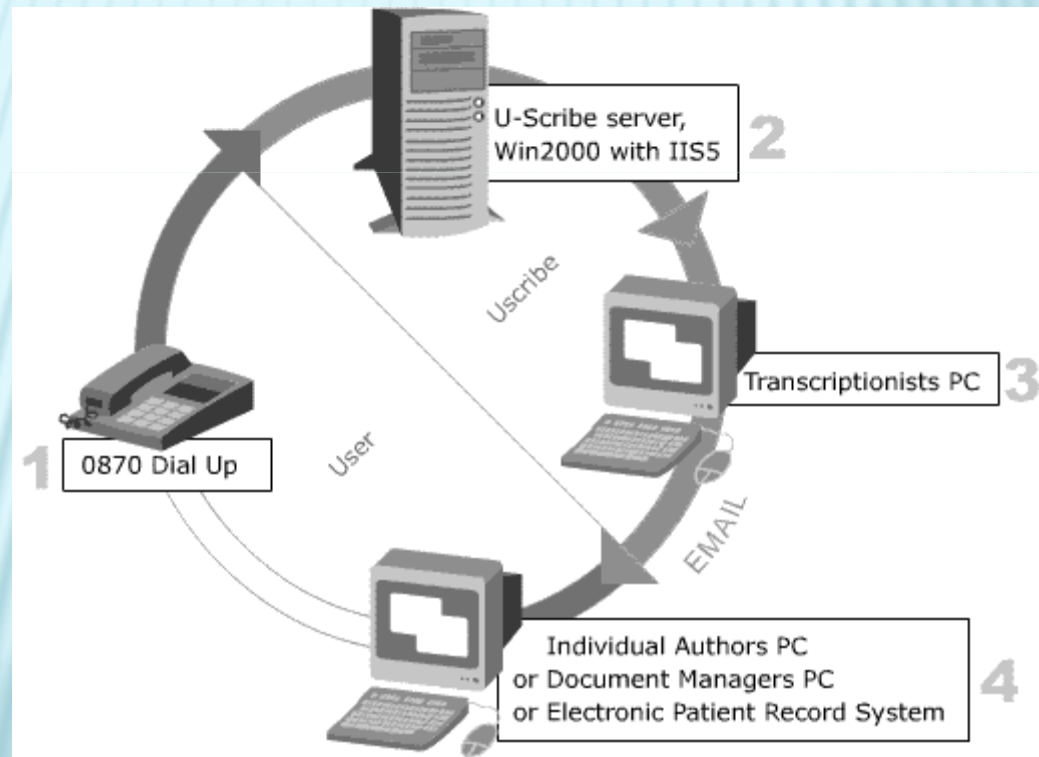 U-Scribe server,
Win2000 with IIS5
2
Uscribe
Transcriptionists PC
3
1
0870 Dial Up
User
EMAIL
Individual Authors PC
or Document Managers PC
or Electronic Patient Record System
4